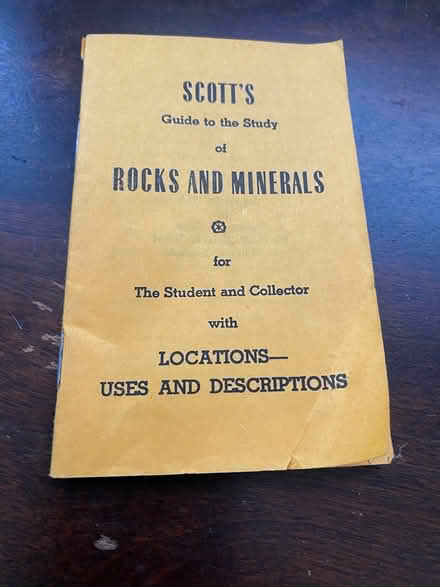 SCOTT'S
Guide to the Study
of
ROCKS AND MINERALS
for
The Student and Collector
with
LOCATIONS—
USES AND DESCRIPTIONS